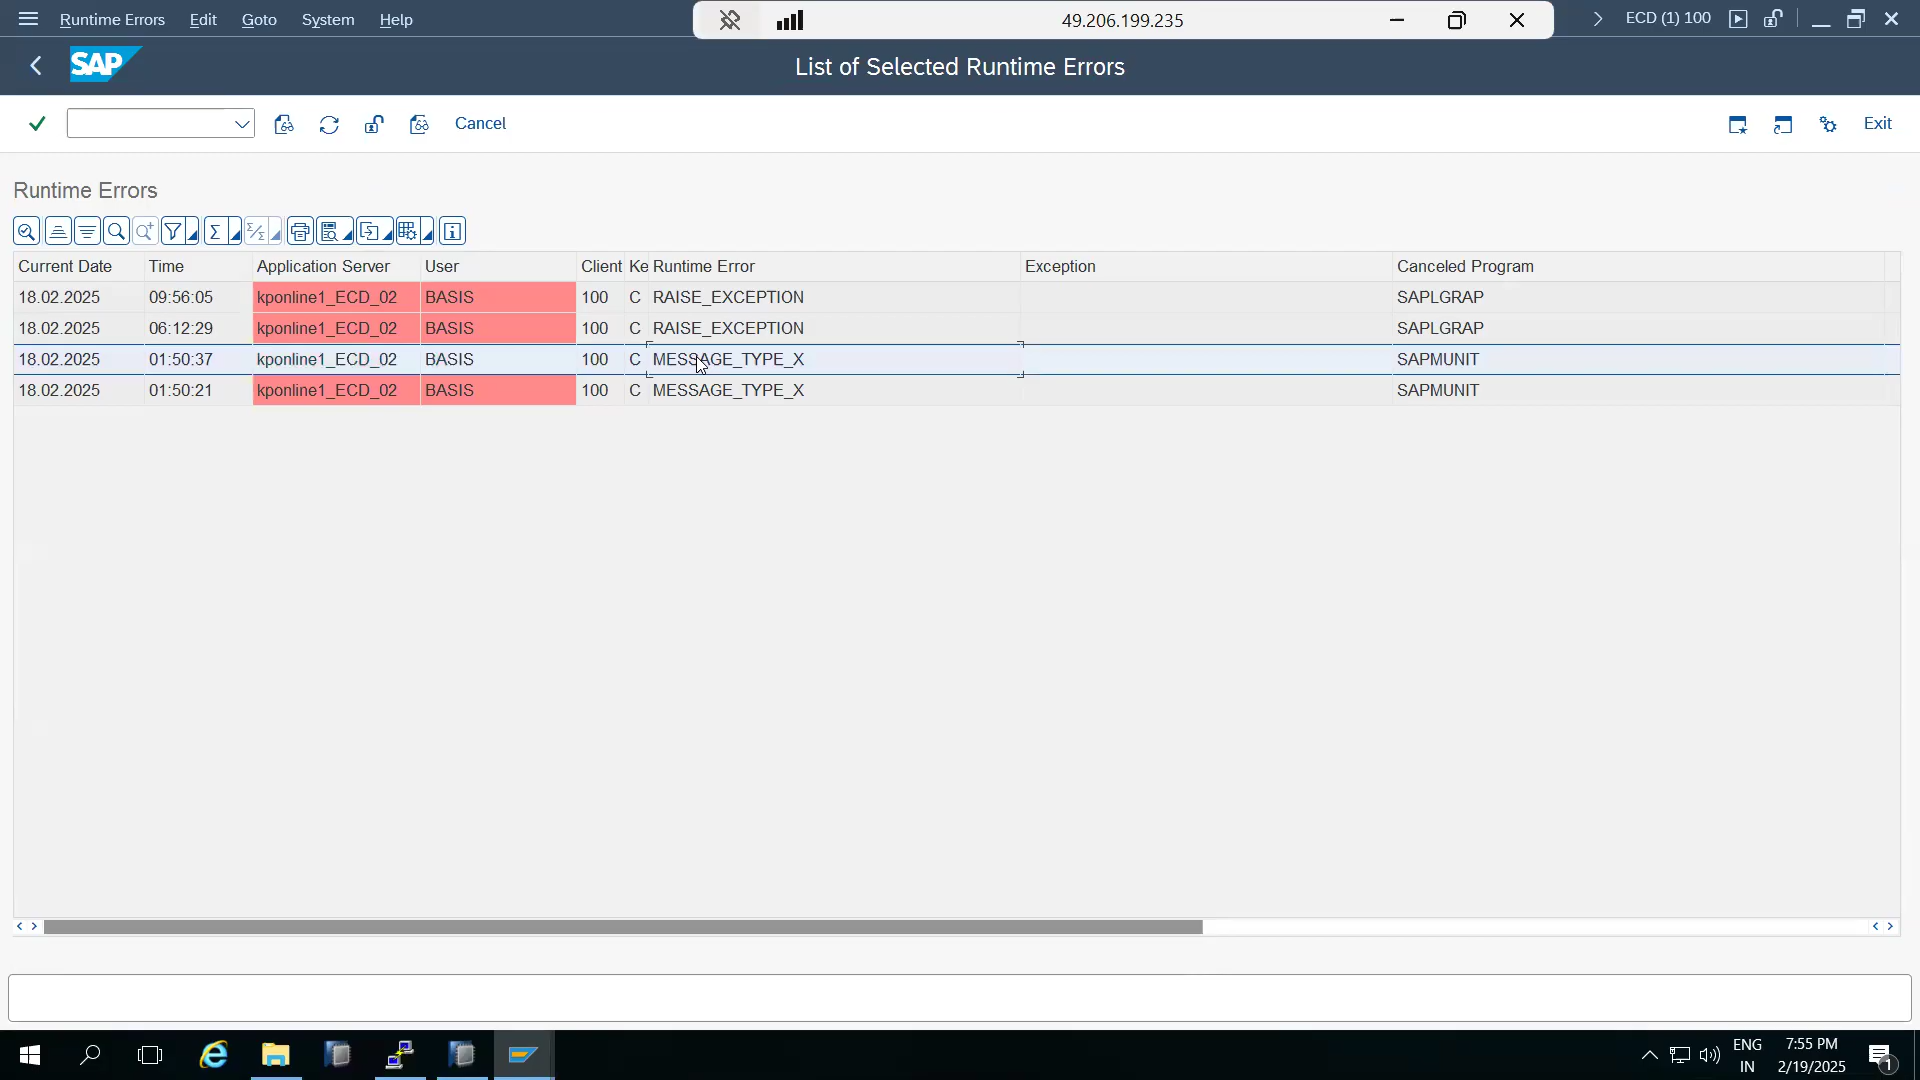 Runtime Errors Edit Goto System Help
49.206.199.235
ECD (1) 100
SAP
List of Selected Runtime Errors
Cancel
Exit
Runtime Errors
Current Date Time Application Server User Client Ke Runtime Error Exception Canceled Program
18.02.2025 09:56:05 kponline1_ECD_02 BASIS 100 C RAISE_EXCEPTION SAPLGRAP
18.02.2025 06:12:29 kponline1_ECD_02 BASIS 100 C RAISE_EXCEPTION SAPLGRAP
18.02.2025 01:50:37 kponline1_ECD_02 BASIS 100 C MESSAGE_TYPE_X SAPMUNIT
18.02.2025 01:50:21 kponline1_ECD_02 BASIS 100 C MESSAGE_TYPE_X SAPMUNIT
ENG
IN
7:55 PM
2/19/2025
1